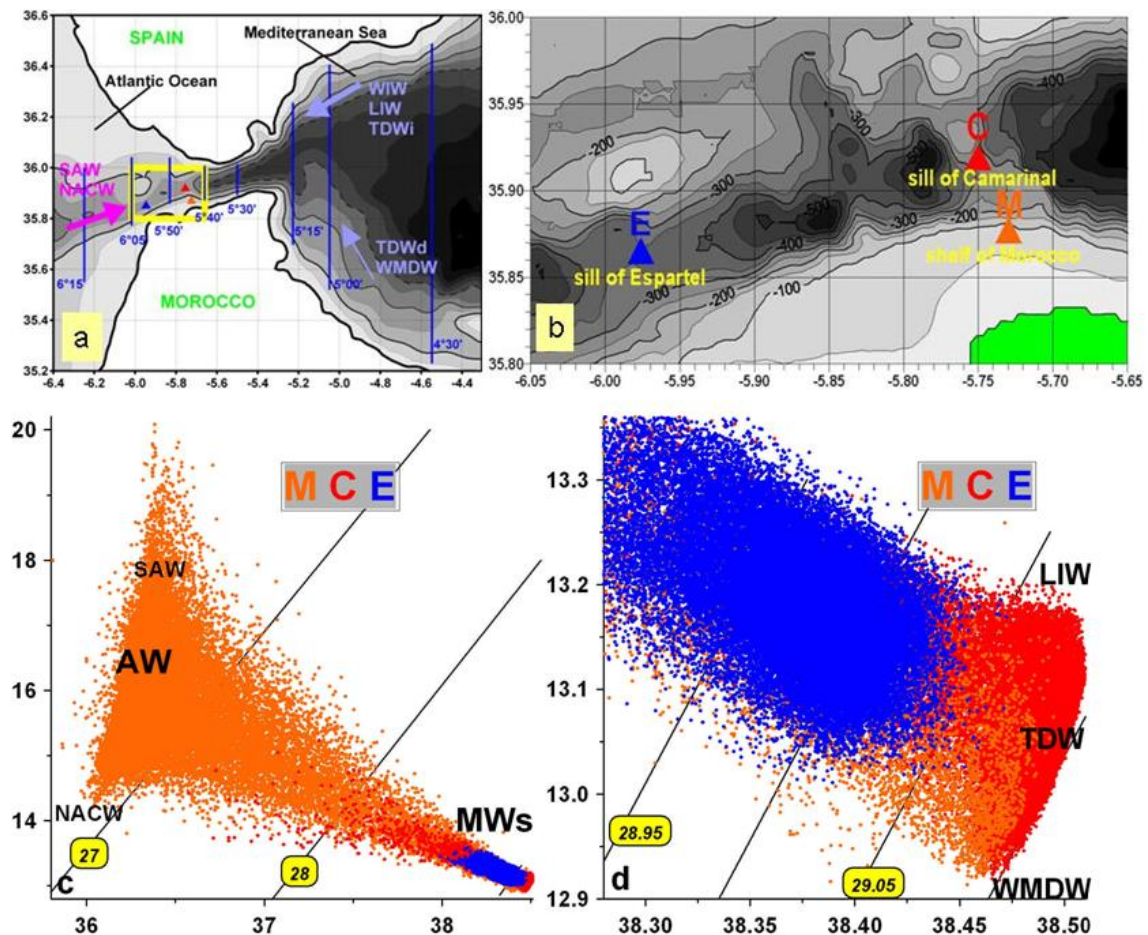 36.6
36.4
36.2
36.0
35.8
35.6
35.4
35.2
SPAIN
Mediterranean Sea
Atlantic Ocean
WIW
LIW
TDWi
SAW
NACW
6°15'
6°05'
5°50'
5°40'
5°30'
5°15'
5°00'
4°30'
TDWd
WMDW
MOROCCO
a
-6.4 -6.2 -6.0 -5.8 -5.6 -5.4 -5.2 -5.0 -4.8 -4.6 -4.4
36.00
35.95
35.90
35.85
35.80
-400
-300
-200
-300
-500
-400
-300
-200
-300
-200
-100
C
sill of Camarinal
M
shelf of Morocco
E
sill of Espartel
b
-6.05 -6.00 -5.95 -5.90 -5.85 -5.80 -5.75 -5.70 -5.65
20
18
16
14
M C E
SAW
AW
NACW
MWs
27
28
c
36 37 38
13.3
13.2
13.1
13.0
12.9
M C E
LIW
TDW
WMDW
28.95
29.05
d
38.30 38.35 38.40 38.45 38.50